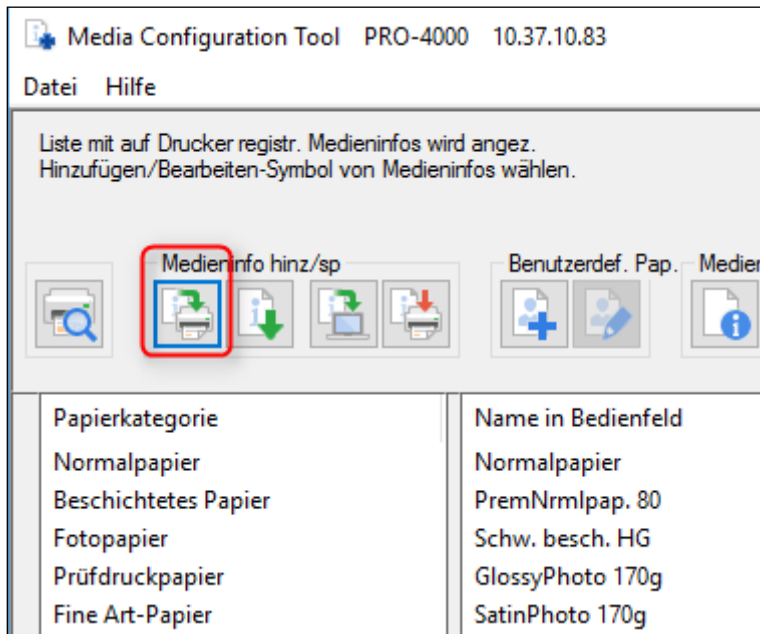 Media Configuration Tool PRO-4000 10.37.10.83
Datei Hilfe
Liste mit auf Drucker registr. Medieninfos wird angez.
Hinzufügen/Bearbeiten-Symbol von Medieninfos wählen.
Medieninfo hinz/sp Benutzerdef. Pap. Medien
Papierkategorie Name in Bedienfeld
Normalpapier Normalpapier
Beschichtetes Papier PremNrmlpap. 80
Fotopapier Schw. besch. HG
Prüfdruckpapier GlossyPhoto 170g
Fine Art-Papier SatinPhoto 170g